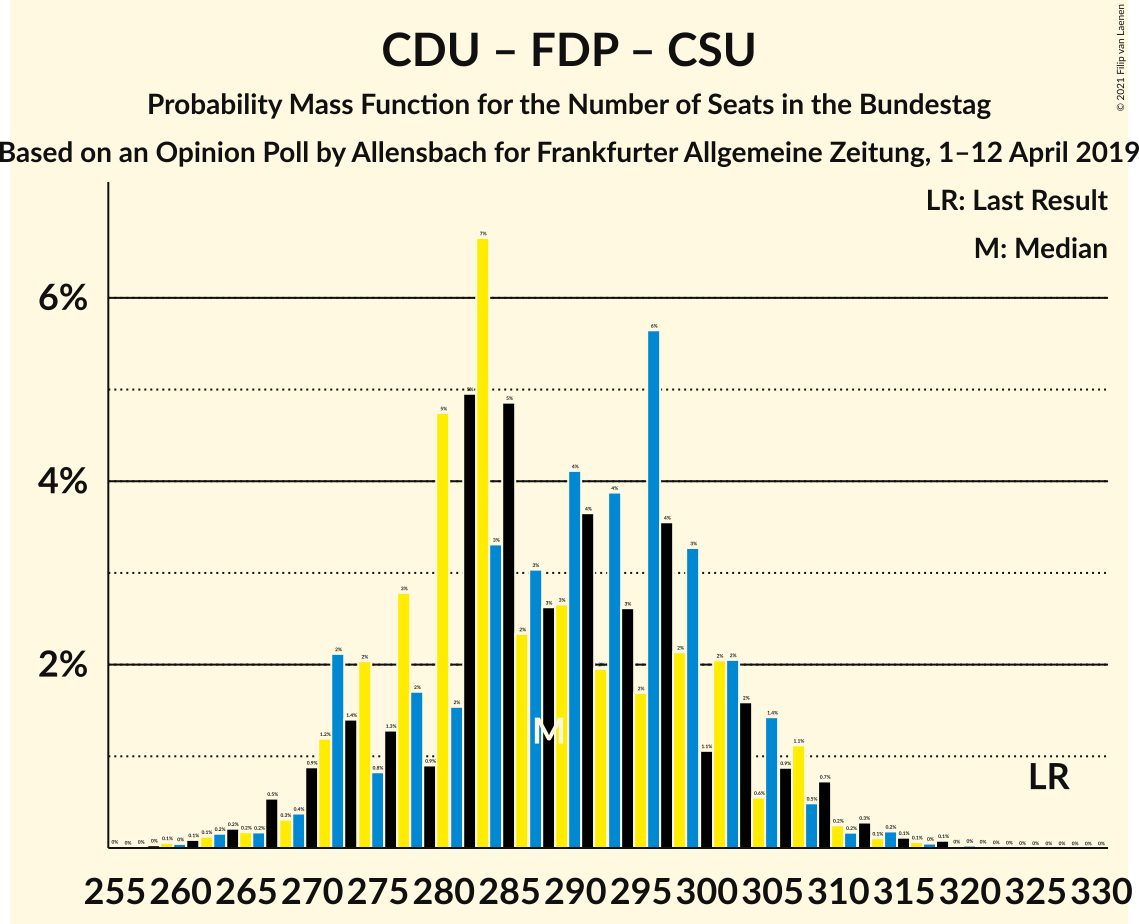 CDU – FDP – CSU
Probability Mass Function for the Number of Seats in the Bundestag
Based on an Opinion Poll by Allensbach for Frankfurter Allgemeine Zeitung, 1–12 April 2019
© 2021 Filip van Laenen
LR: Last Result
M: Median
6%
4%
2%
M
LR
255 260 265 270 275 280 285 290 295 300 305 310 315 320 325 330